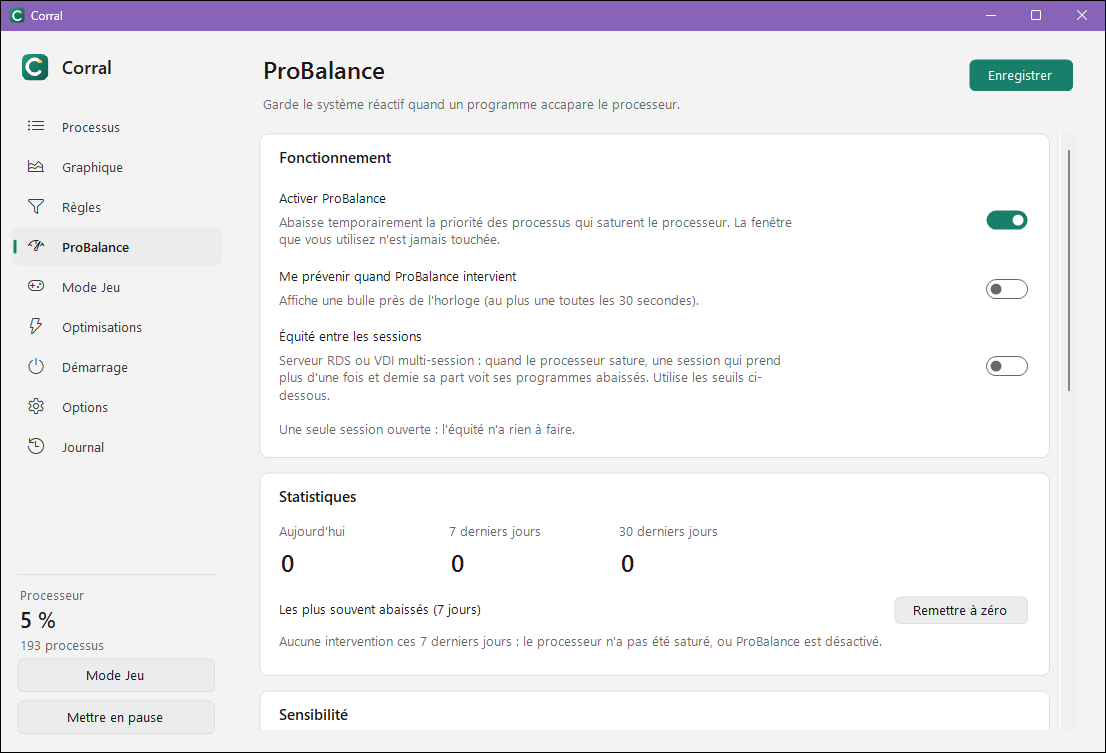 Corral
Corral
Processus
Graphique
Règles
ProBalance
Mode Jeu
Optimisations
Démarrage
Options
Journal
Processeur
5 %
193 processus
Mode Jeu
Mettre en pause
ProBalance
Garde le système réactif quand un programme accapare le processeur.
Enregistrer
Fonctionnement
Activer ProBalance
Abaisse temporairement la priorité des processus qui saturent le processeur. La fenêtre
que vous utilisez n'est jamais touchée.
Me prévenir quand ProBalance intervient
Affiche une bulle près de l'horloge (au plus une toutes les 30 secondes).
Équité entre les sessions
Serveur RDS ou VDI multi-session : quand le processeur sature, une session qui prend
plus d'une fois et demie sa part voit ses programmes abaissés. Utilise les seuils ci-
dessous.
Une seule session ouverte : l'équité n'a rien à faire.
Statistiques
Aujourd'hui 7 derniers jours 30 derniers jours
0 0 0
Les plus souvent abaissés (7 jours)
Remettre à zéro
Aucune intervention ces 7 derniers jours : le processeur n'a pas été saturé, ou ProBalance est désactivé.
Sensibilité